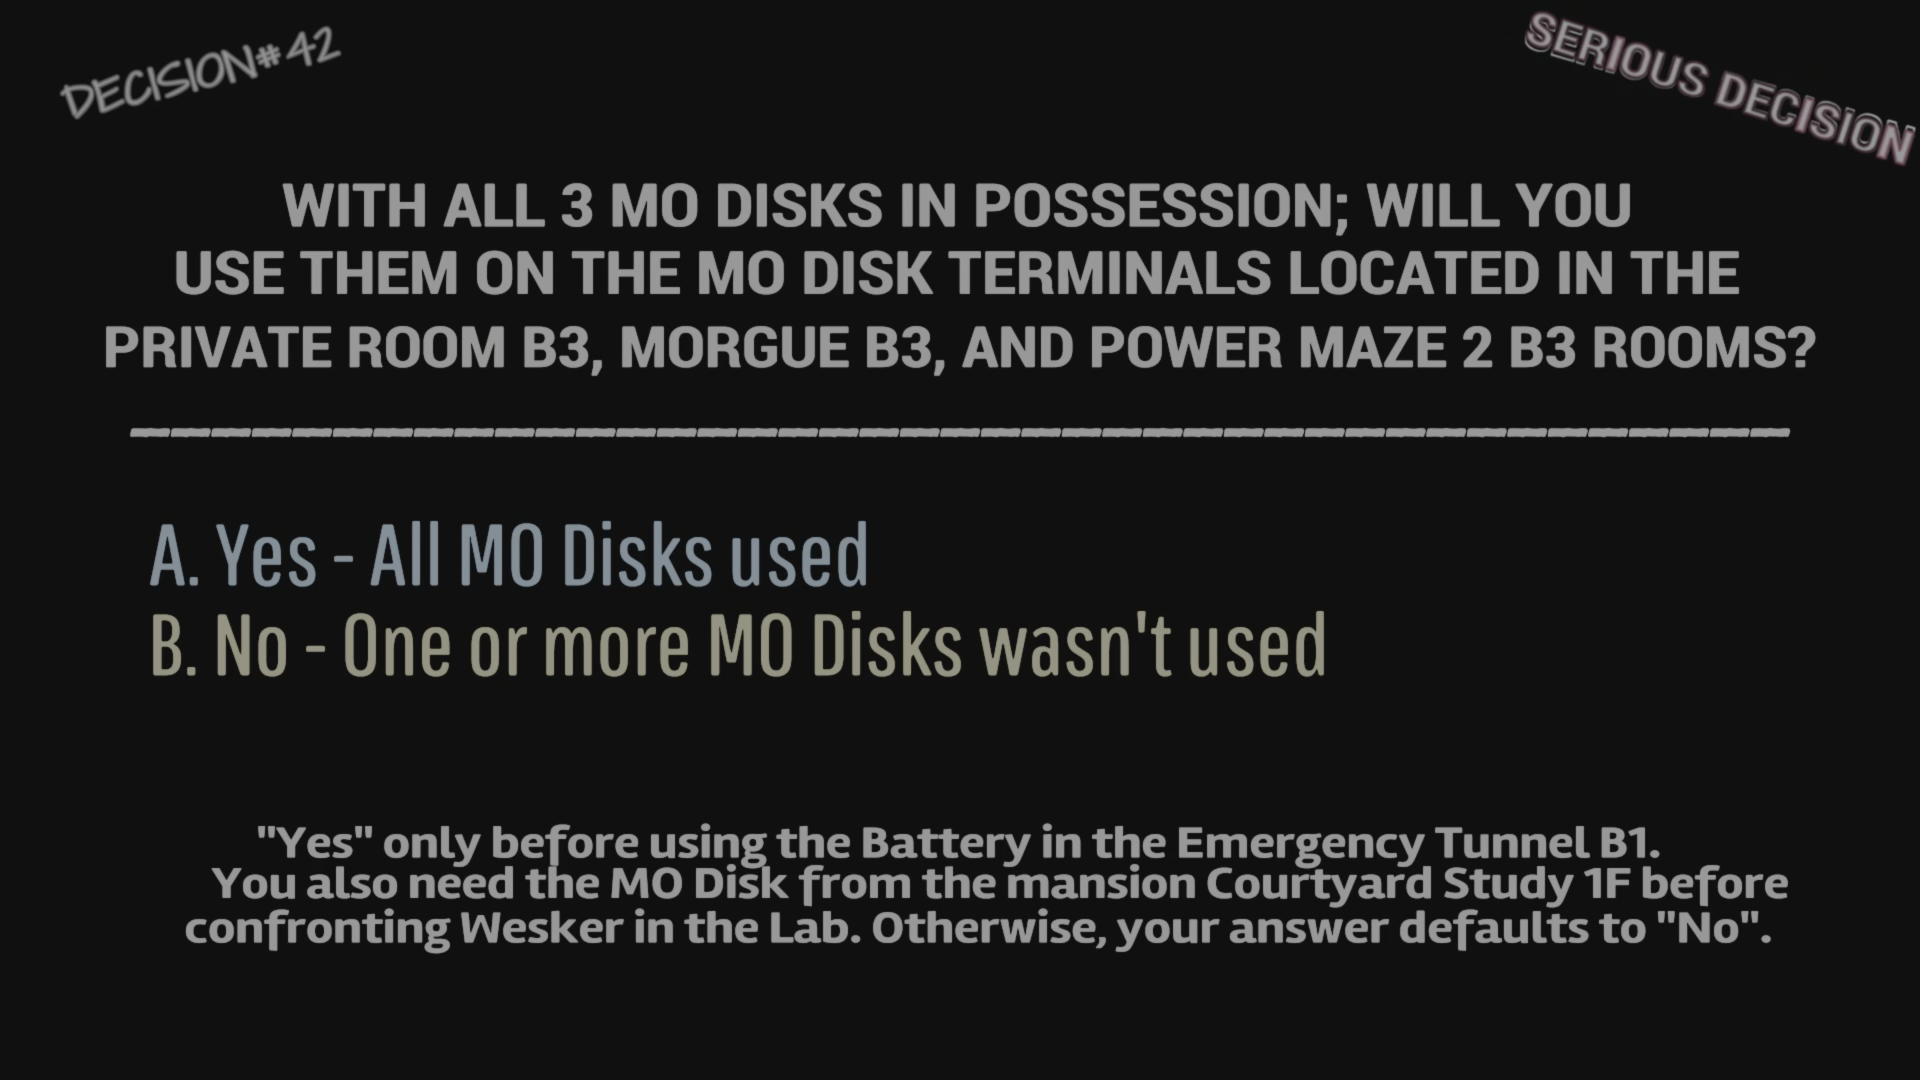 DECISION#42
SERIOUS DECISION
WITH ALL 3 MO DISKS IN POSSESSION; WILL YOU
USE THEM ON THE MO DISK TERMINALS LOCATED IN THE
PRIVATE ROOM B3, MORGUE B3, AND POWER MAZE 2 B3 ROOMS?
A. Yes - All MO Disks used
B. No - One or more MO Disks wasn't used
"Yes" only before using the Battery in the Emergency Tunnel B1.
You also need the MO Disk from the mansion Courtyard Study 1F before
confronting Wesker in the Lab. Otherwise, your answer defaults to "No".